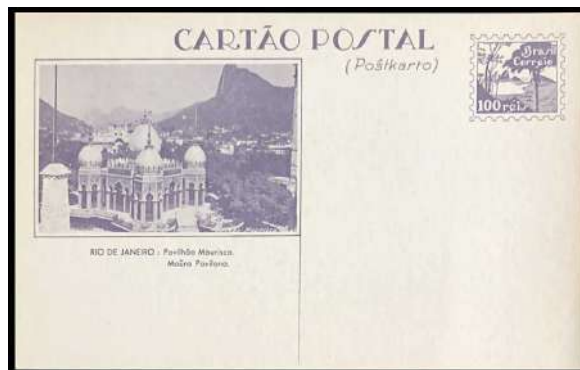 CARTÃO POSTAL
(Poŝtkarto)
Brasil
Correio
100 réis
RIO DE JANEIRO : Pavilhão Mourisco.
Maŭra Pavilono.